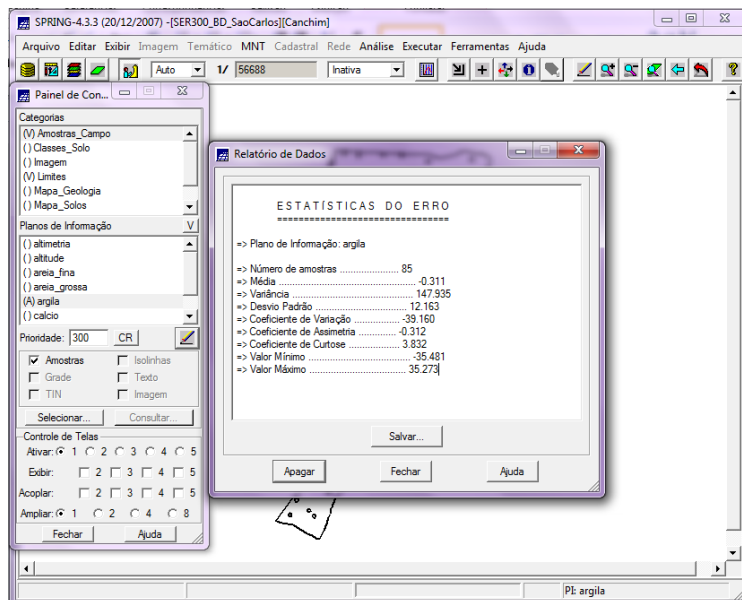 SPRING-4.3.3 (20/12/2007) -[SER300_BD_SaoCarlos][Canchim]
Arquivo Editar Exibir Imagem Temático MNT Cadastral Rede Análise Executar Ferramentas Ajuda
Auto 1/ 56688 Inativa
Painel de Con...
Categorias
(V) Amostras_Campo
( ) Classes_Solo
( ) Imagem
(V) Limites
( ) Mapa_Geologia
( ) Mapa_Solos
Planos de Informação V
( ) altimetria
( ) altitude
( ) areia_fina
( ) areia_grossa
(A) argila
( ) calcio
Prioridade: 300 CR
Amostras Isolinhas
Grade Texto
TIN Imagem
Selecionar... Consultar...
Controle de Telas
Ativar: 1 2 3 4 5
Exibir: 2 3 4 5
Acoplar: 2 3 4 5
Ampliar: 1 2 4 8
Fechar Ajuda
Relatório de Dados
ESTATÍSTICAS DO ERRO
================================
=> Plano de Informação: argila
=> Número de amostras ..................... 85
=> Média ................................................. -0.311
=> Variância ........................................... 147.935
=> Desvio Padrão ................................... 12.163
=> Coeficiente de Variação ................. -39.160
=> Coeficiente de Assimetria .............. -0.312
=> Coeficiente de Curtose ................... 3.832
=> Valor Mínimo ..................................... -35.481
=> Valor Máximo ................................... 35.273
Salvar...
Apagar Fechar Ajuda
PI: argila